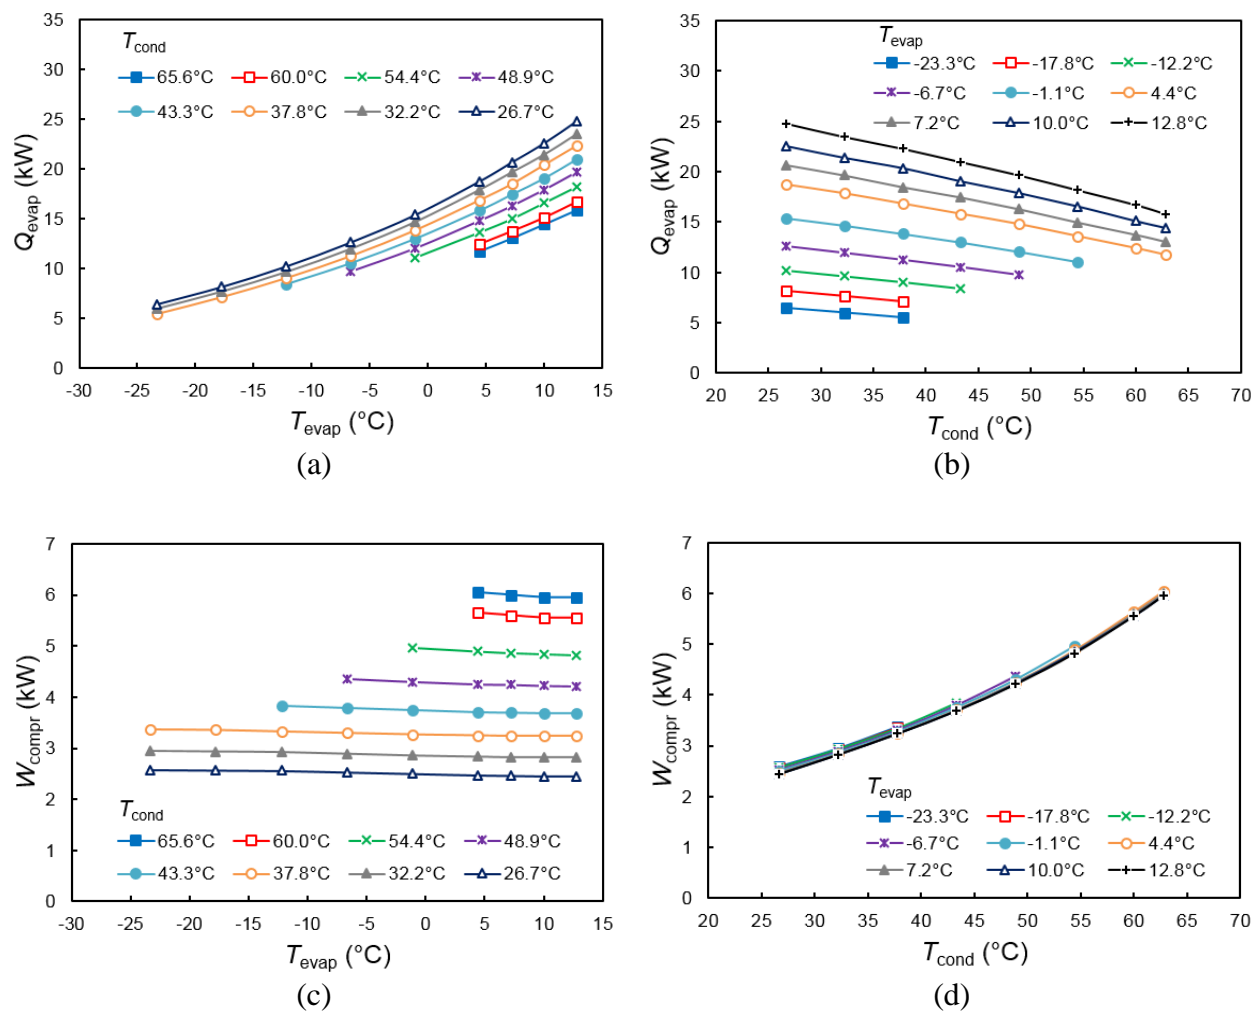 35
30
25
20
15
10
5
0
Qevap (kW)
Tcond
65.6°C 60.0°C 54.4°C 48.9°C
43.3°C 37.8°C 32.2°C 26.7°C
-30 -25 -20 -15 -10 -5 0 5 10 15
Tevap (°C)
(a)
35
30
25
20
15
10
5
0
Qevap (kW)
Tevap
-23.3°C -17.8°C -12.2°C
-6.7°C -1.1°C 4.4°C
7.2°C 10.0°C 12.8°C
20 25 30 35 40 45 50 55 60 65 70
Tcond (°C)
(b)
7
6
5
4
3
2
1
0
Wcompr (kW)
Tcond
65.6°C 60.0°C 54.4°C 48.9°C
43.3°C 37.8°C 32.2°C 26.7°C
-30 -25 -20 -15 -10 -5 0 5 10 15
Tevap (°C)
(c)
7
6
5
4
3
2
1
0
Wcompr (kW)
Tevap
-23.3°C -17.8°C -12.2°C
-6.7°C -1.1°C 4.4°C
7.2°C 10.0°C 12.8°C
20 25 30 35 40 45 50 55 60 65 70
Tcond (°C)
(d)